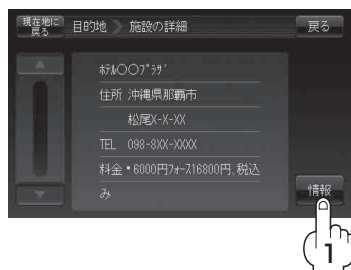 現在地に
戻る
目的地 施設の詳細
戻る
ﾎﾃﾙ〇〇ﾌﾟﾗｻﾞ
住所 沖縄県那覇市
松尾X-X-XX
TEL 098-8XX-XXXX
料金•6000円ﾌｫｰｽ16800円、税込
み
情報
1